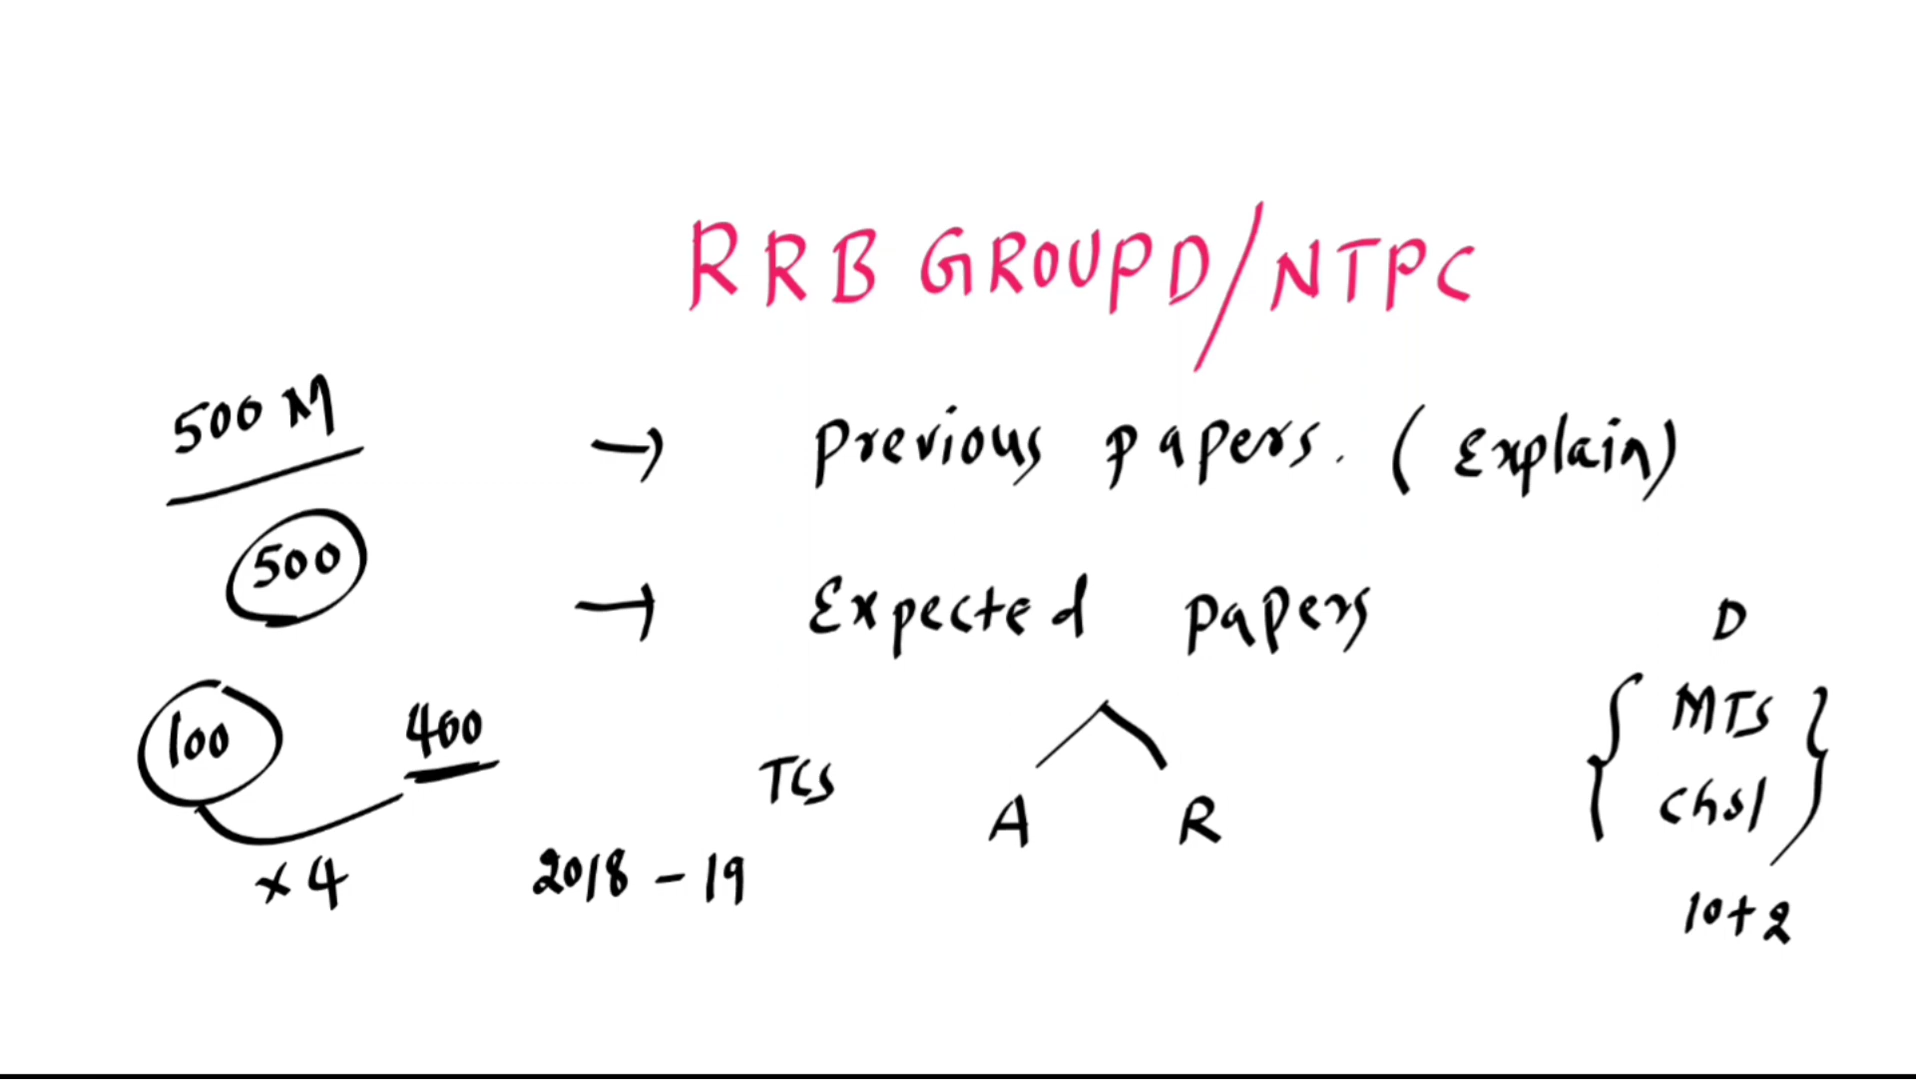 RRB GROUP D/NTPC
500 M
→ Previous papers. (Explain)
500
→ Expected papers
D
100
400
MTS
TCS
chsl
A R
×4
2018-19
10+2